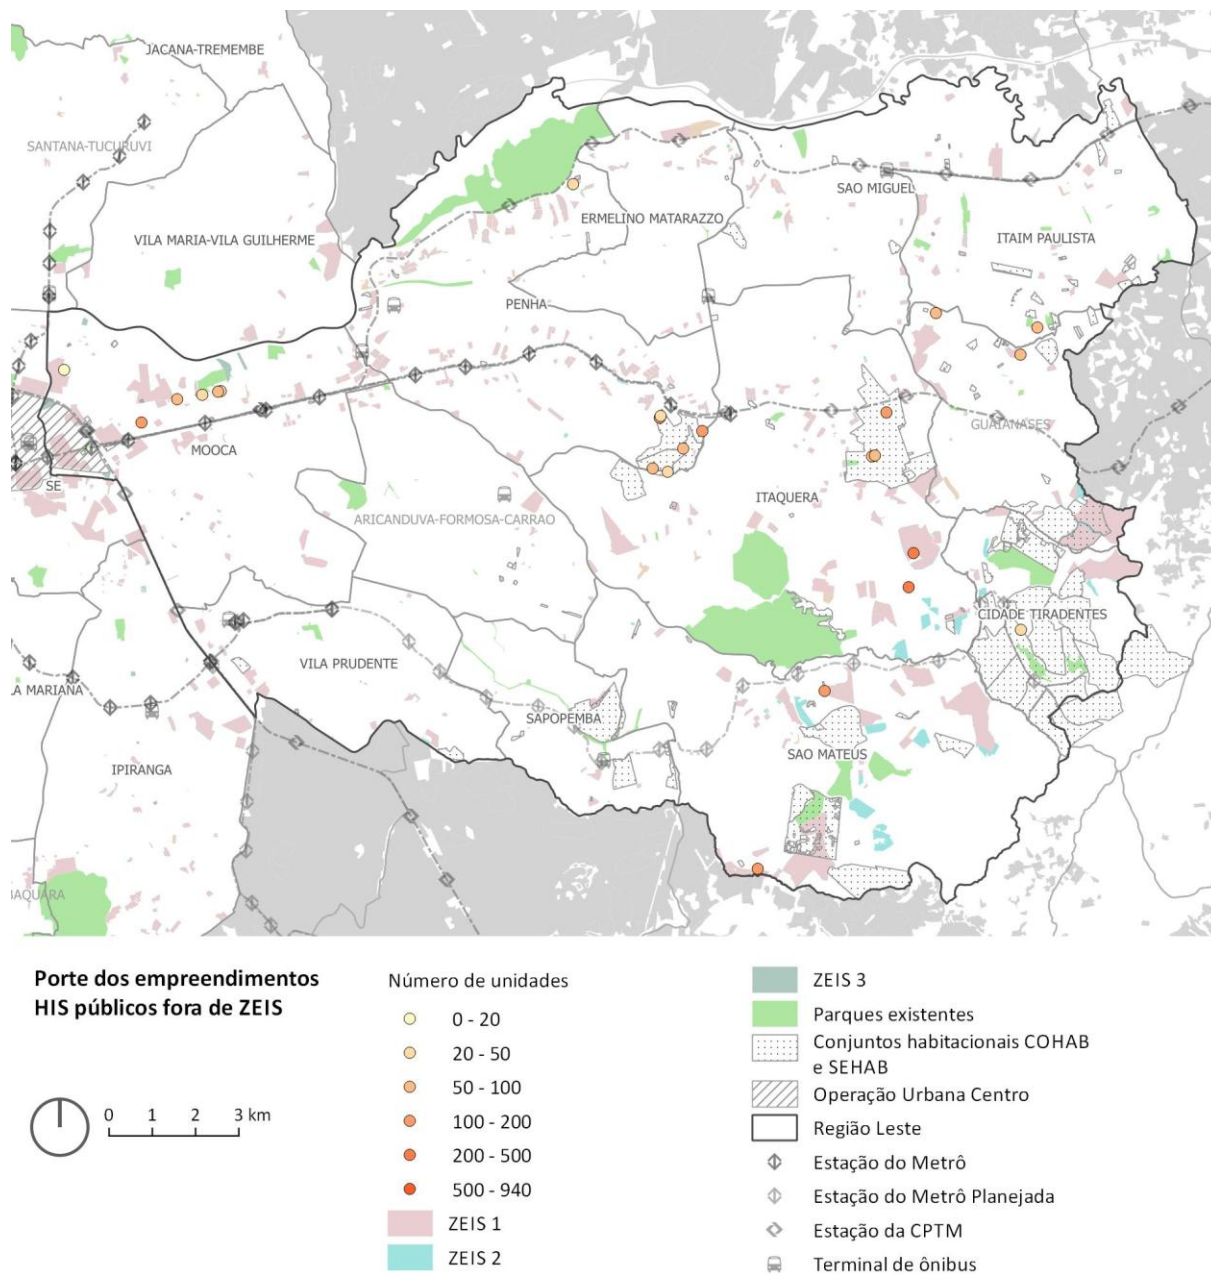 JACANA-TREMEMBE
SANTANA-TUCURUVI
SAO MIGUEL
ERMELINO MATARAZZO
VILA MARIA-VILA GUILHERME
ITAIM PAULISTA
PENHA
GUAIANASES
MOOCA
SE
ITAQUERA
ARICANDUVA-FORMOSA-CARRAO
CIDADE TIRADENTES
VILA PRUDENTE
LA MARIANA
SAPOPEMBA
SAO MATEUS
IPIRANGA
BAQUARA
Porte dos empreendimentos
HIS públicos fora de ZEIS
0 1 2 3 km
Número de unidades
0 - 20
20 - 50
50 - 100
100 - 200
200 - 500
500 - 940
ZEIS 1
ZEIS 2
ZEIS 3
Parques existentes
Conjuntos habitacionais COHAB
e SEHAB
Operação Urbana Centro
Região Leste
Estação do Metrô
Estação do Metrô Planejada
Estação da CPTM
Terminal de ônibus